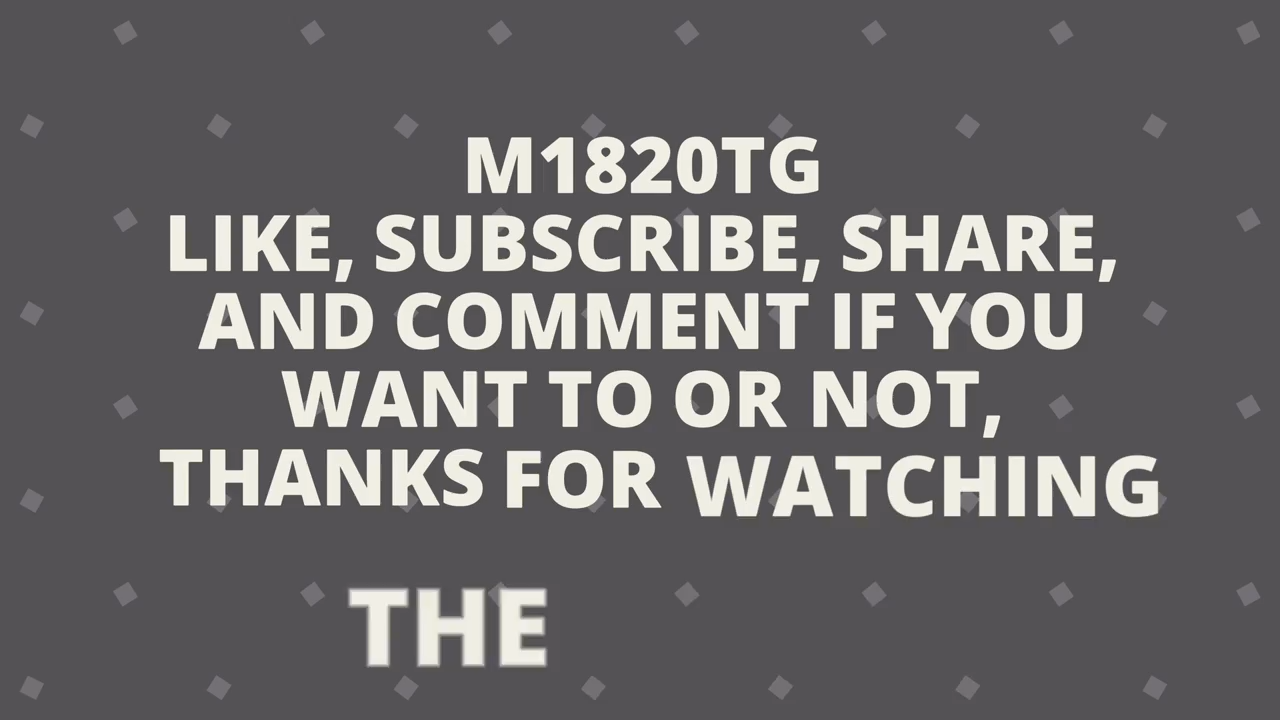 M1820TG
LIKE, SUBSCRIBE, SHARE,
AND COMMENT IF YOU
WANT TO OR NOT,
THANKS FOR WATCHING
THE